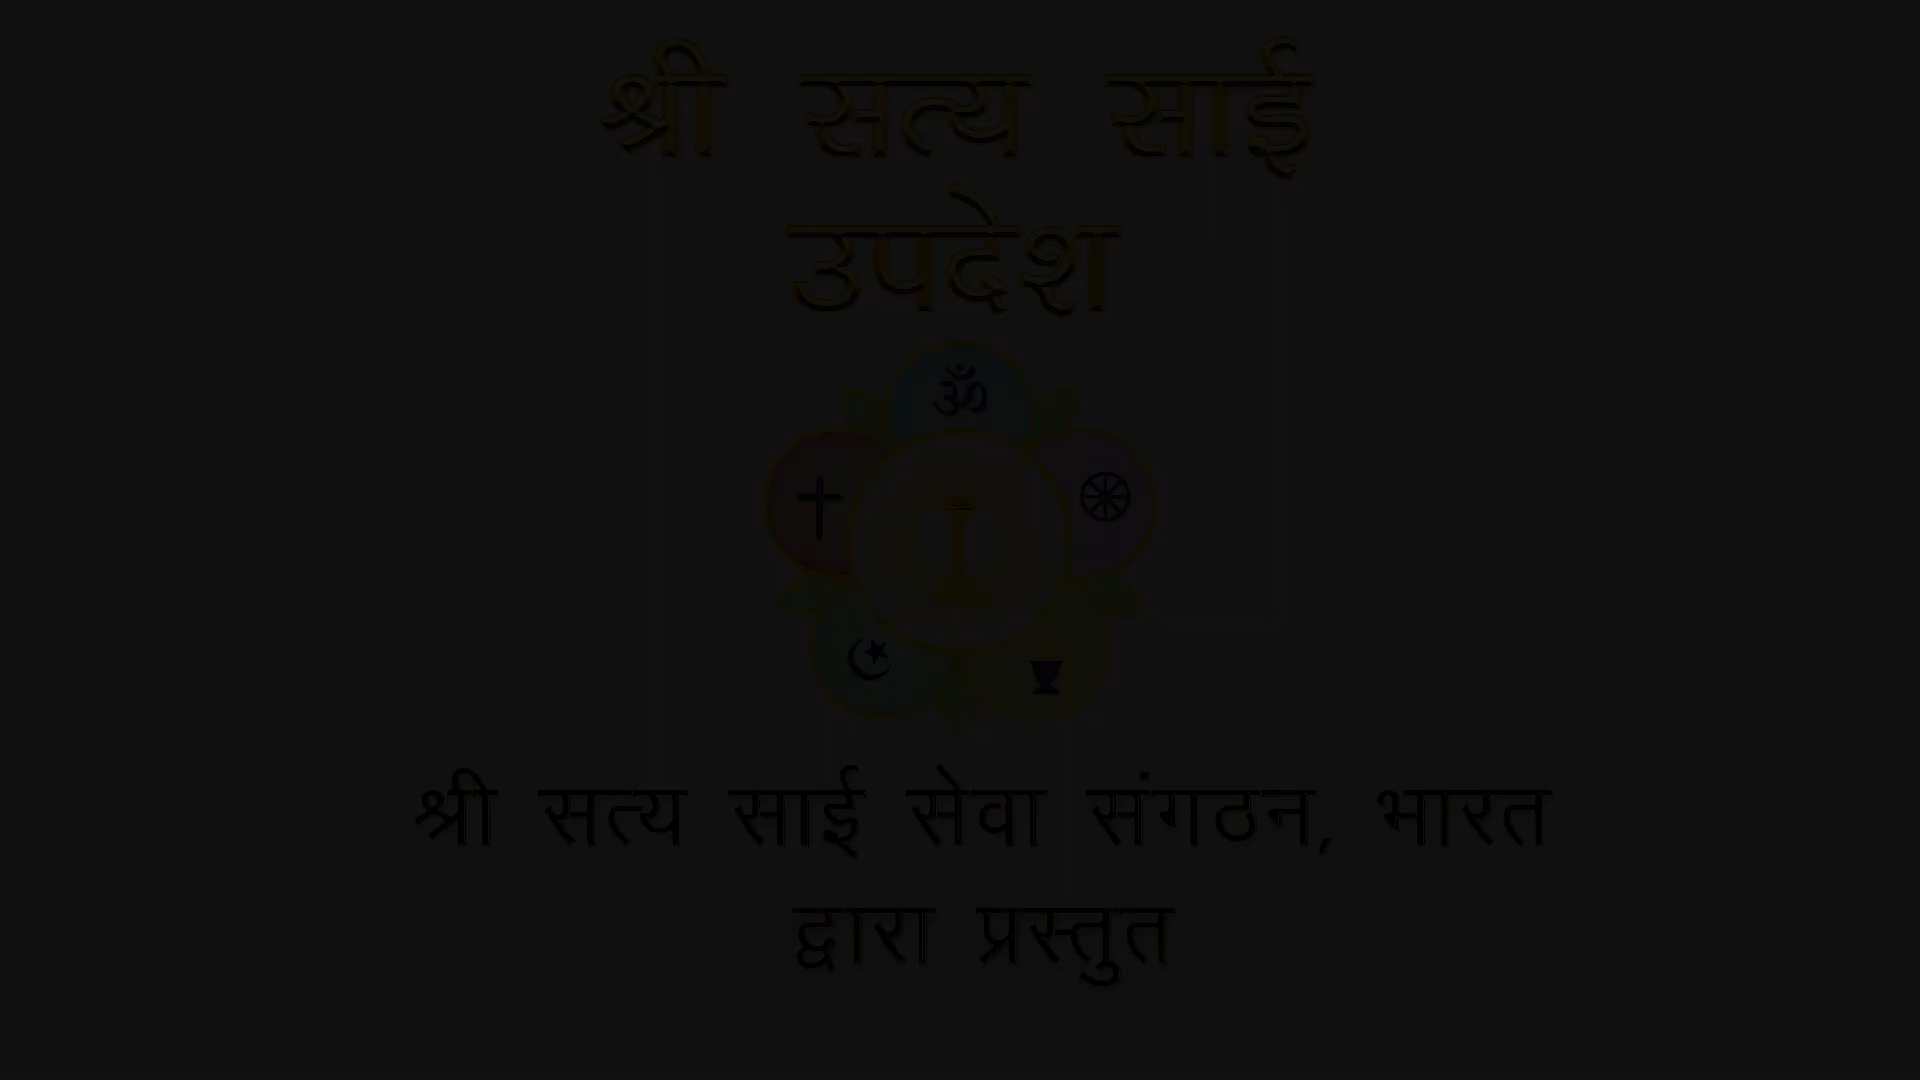 श्री सत्य साई
उपदेश
ॐ
श्री सत्य साई सेवा संगठन, भारत
द्वारा प्रस्तुत